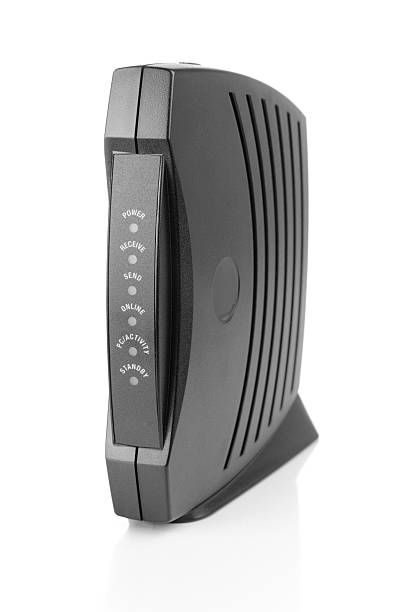 POWER
RECEIVE
SEND
ONLINE
PC/ACTIVITY
STANDBY